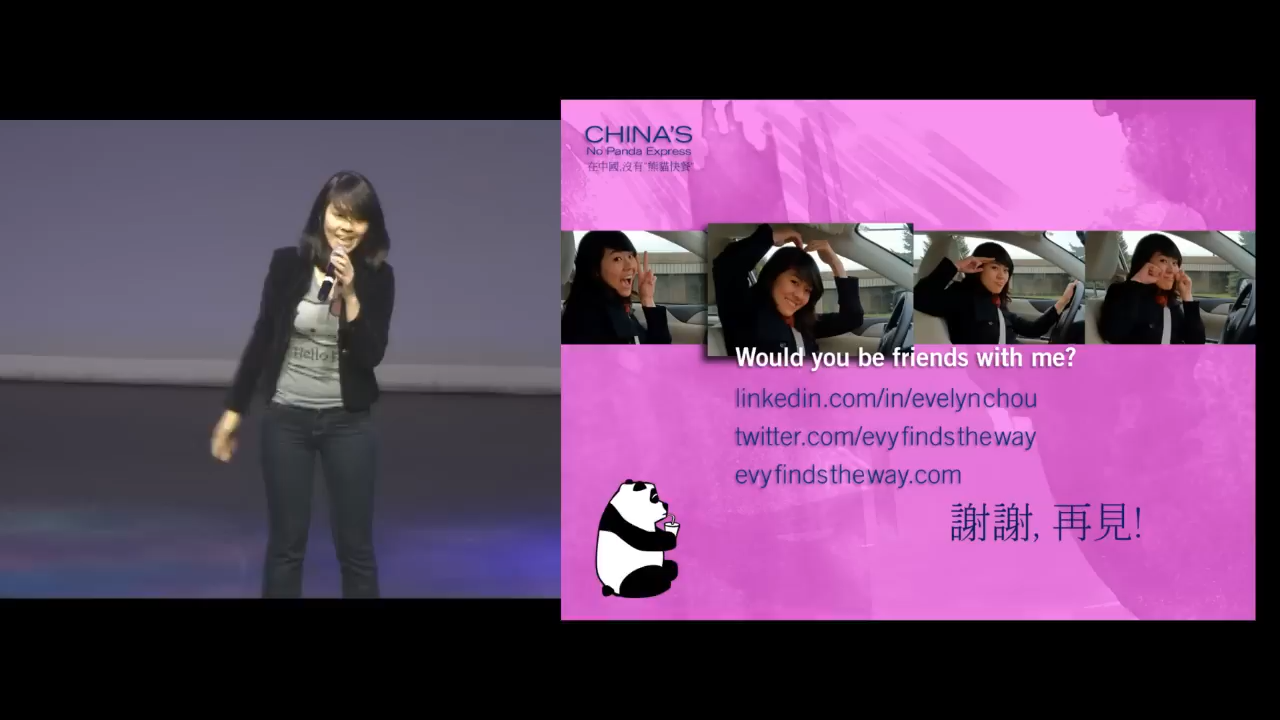 CHINA'S
No Panda Express
在中國,沒有"熊貓快餐"
Hello
Would you be friends with me?
linkedin.com/in/evelynchou
twitter.com/evyfindstheway
evyfindstheway.com
謝謝, 再見!